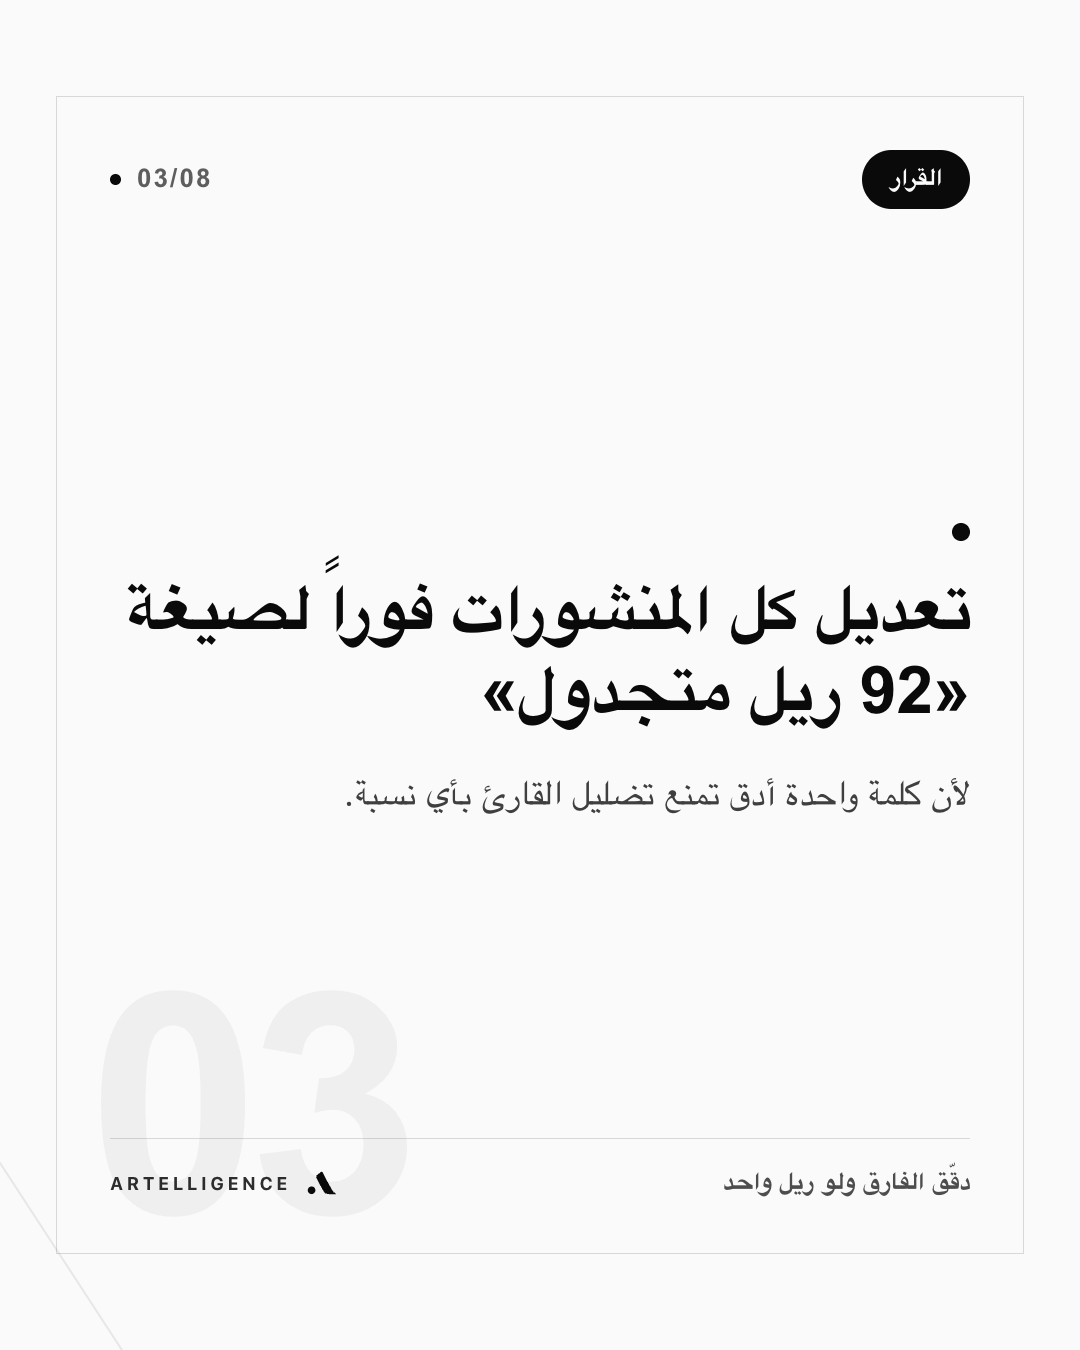 القرار
03/08
تعديل كل المنشورات فوراً لصيغة
«92 ريل متجدول»
لأن كلمة واحدة أدق تمنع تضليل القارئ بأي نسبة.
03
دقّق الفارق ولو ريل واحد
ARTELLIGENCE